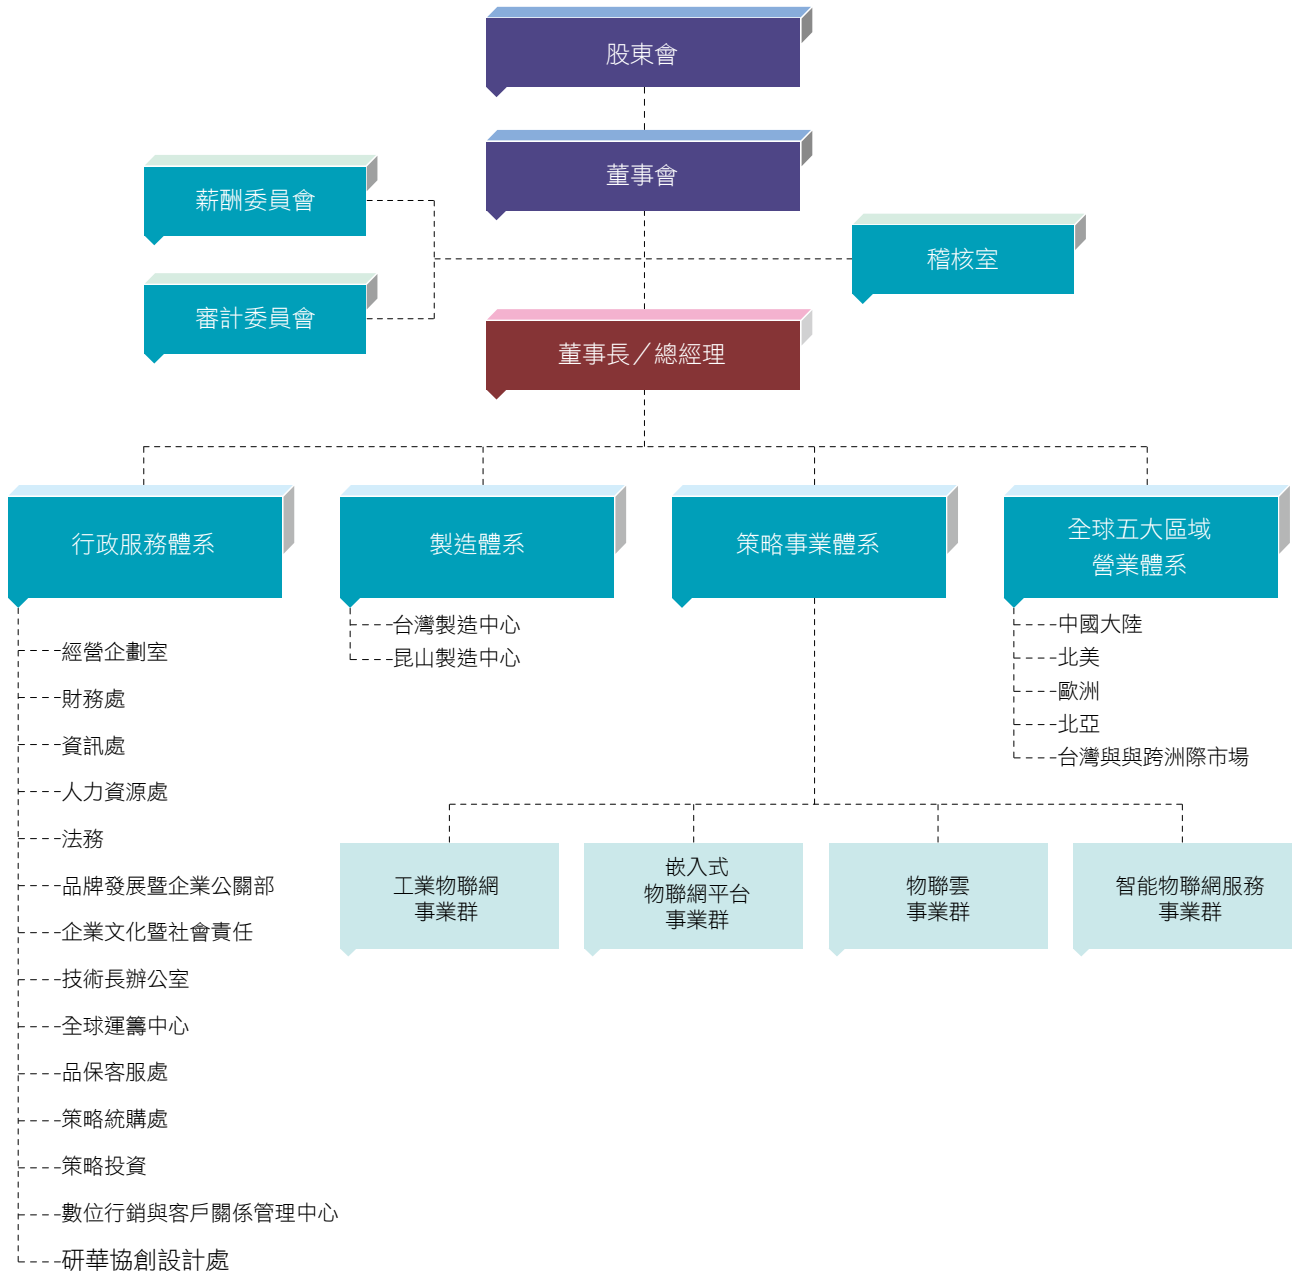 股東會
董事會
薪酬委員會
稽核室
審計委員會
董事長／總經理
行政服務體系
製造體系
策略事業體系
全球五大區域
營業體系
經營企劃室
財務處
資訊處
人力資源處
法務
品牌發展暨企業公關部
企業文化暨社會責任
技術長辦公室
全球運籌中心
品保客服處
策略統購處
策略投資
數位行銷與客戶關係管理中心
研華協創設計處
台灣製造中心
昆山製造中心
中國大陸
北美
歐洲
北亞
台灣與與跨洲際市場
工業物聯網
事業群
嵌入式
物聯網平台
事業群
物聯雲
事業群
智能物聯網服務
事業群